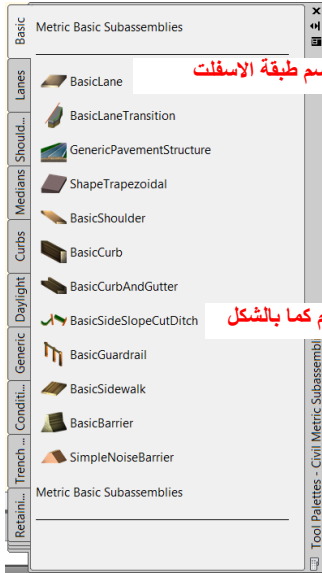 Basic
Lanes
Should...
Medians
Curbs
Daylight
Generic
Conditi...
Trench ...
Retaini...
Metric Basic Subassemblies
BasicLane
سم طبقة الاسفلت
BasicLaneTransition
GenericPavementStructure
ShapeTrapezoidal
BasicShoulder
BasicCurb
BasicCurbAndGutter
BasicSideSlopeCutDitch
م كما بالشكل
BasicGuardrail
BasicSidewalk
BasicBarrier
SimpleNoiseBarrier
Metric Basic Subassemblies
Tool Palettes - Civil Metric Subassembl